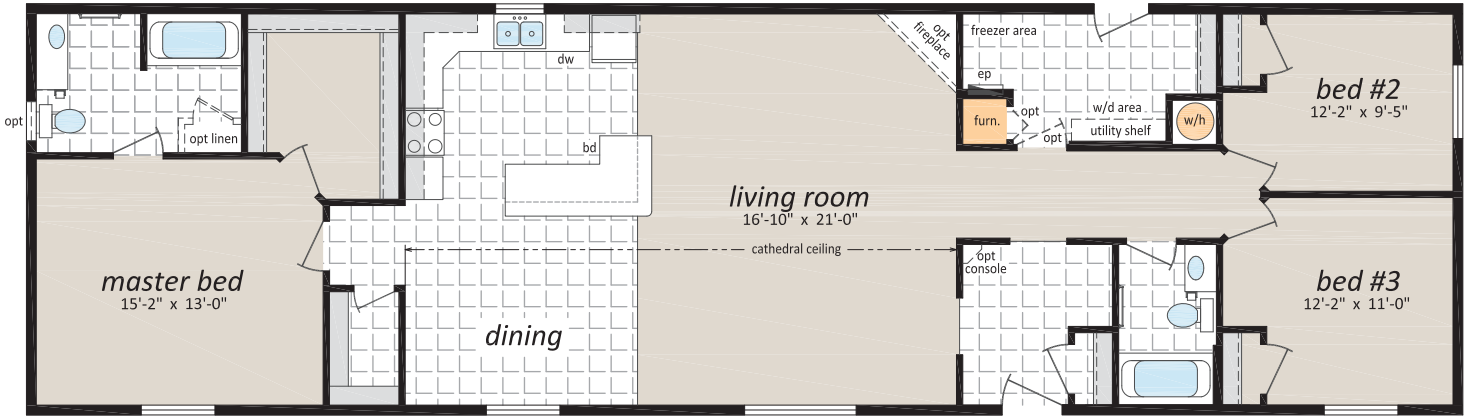 opt
opt linen
master bed
15'-2" x 13'-0"
dw
bd
dining
living room
16'-10" x 21'-0"
cathedral ceiling
opt
fireplace
freezer area
ep
furn.
opt
opt
w/d area
utility shelf
w/h
opt
console
bed #2
12'-2" x 9'-5"
bed #3
12'-2" x 11'-0"